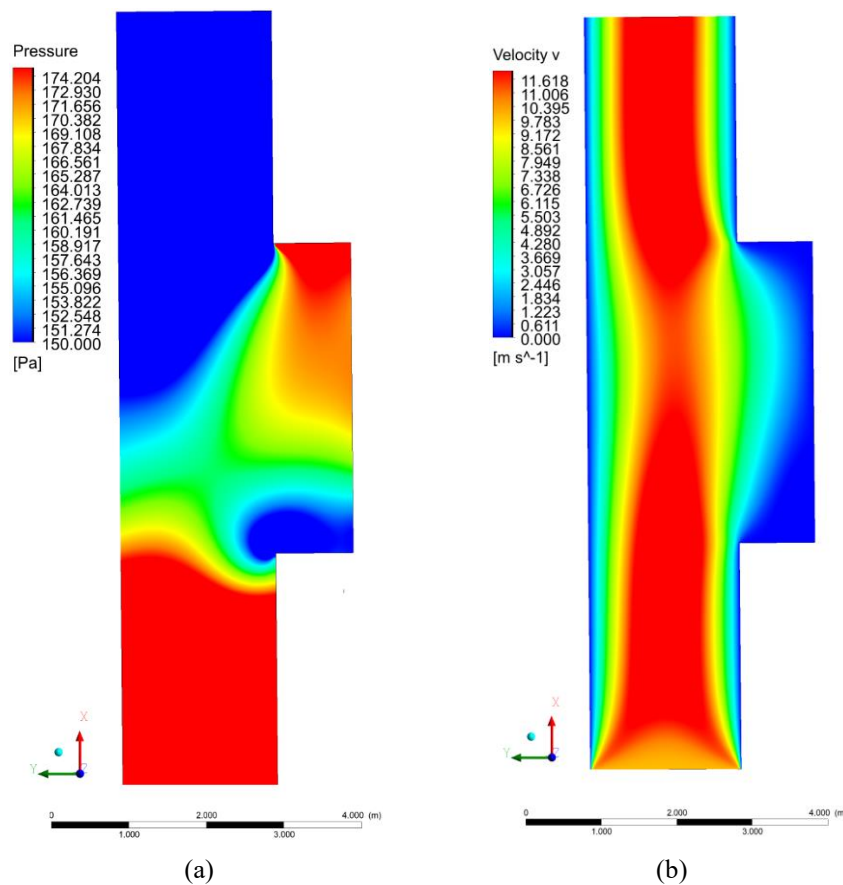 Pressure
174.204
172.930
171.656
169.108
167.834
166.561
165.287
164.013
162.739
161.465
160.191
158.917
157.643
156.369
155.096
153.822
152.548
151.274
150.000
[Pa]
X
Y
Z
0 2.000 4.000 (m)
1.000 3.000
(a)
Velocity v
11.618
11.006
10.395
9.783
9.172
8.561
7.949
7.338
6.726
6.115
5.503
4.892
4.280
3.669
3.057
2.446
1.834
1.223
0.611
0.000
[m s^-1]
X
Y
Z
0 2.000 4.000 (m)
1.000 3.000
(b)